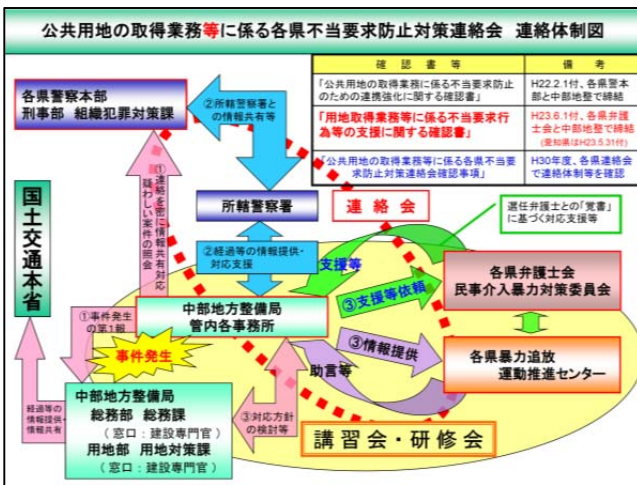 公共用地の取得業務等に係る各県不当要求防止対策連絡会 連絡体制図
確認書等
備考
「公共用地の取得業務に係る不当要求防止
のための連携強化に関する確認書」
H22.2.1付、各県警本
部と中部地整で締結
「用地取得業務等に係る不当要求行
為等の支援に関する確認書」
H23.6.1付、各県弁護
士会と中部地整で締結
(愛知県はH23.5.31付)
「公共用地の取得業務等に係る各県不当要
求防止対策連絡会確認事項」
H30年度、各県連絡会
で連絡体制等を確認
各県警察本部
刑事部 組織犯罪対策課
②所轄警察署と
の情報共有等
①連絡を密に情報共有対応
疑わしい案件の照会
国土交通本省
所轄警察署
連絡会
選任弁護士との「覚書」
に基づく対応支援等
②経過等の情報提供・
対応支援
支援等
各県弁護士会
民事介入暴力対策委員会
③支援等依頼
中部地方整備局
管内各事務所
①事件発生
の第1報
事件発生
③情報提供
各県暴力追放
運動推進センター
助言等
経過等の
情報提供・
情報共有
中部地方整備局
総務部 総務課
(窓口:建設専門官)
用地部 用地対策課
(窓口:建設専門官)
③対応方針
の検討等
講習会・研修会